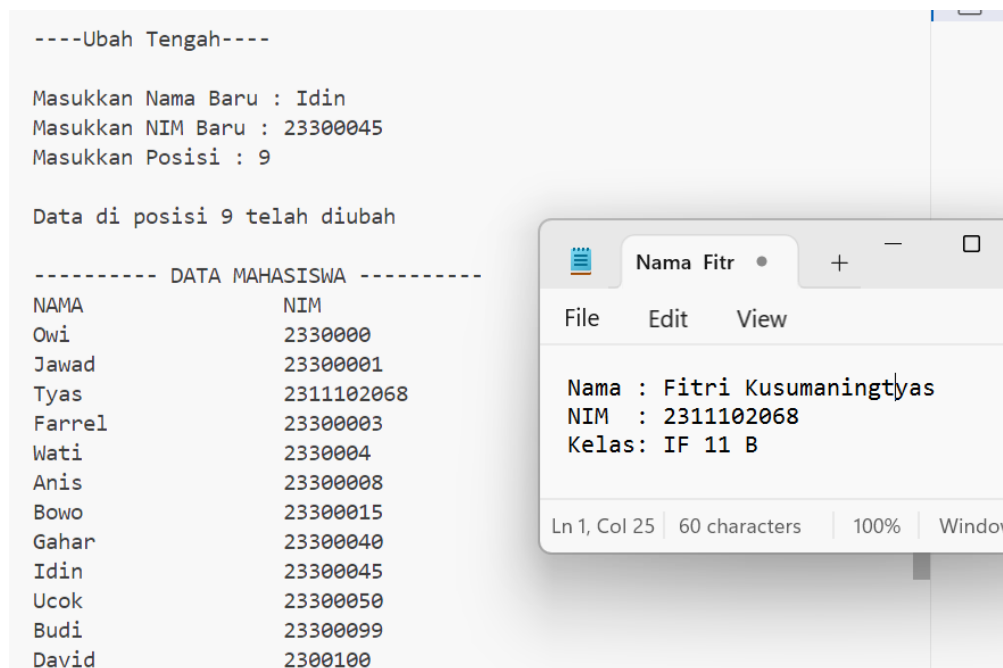 ----Ubah Tengah----
Masukkan Nama Baru : Idin
Masukkan NIM Baru : 23300045
Masukkan Posisi : 9
Data di posisi 9 telah diubah
---------- DATA MAHASISWA ----------
NAMA NIM
Owi 2330000
Jawad 23300001
Tyas 2311102068
Farrel 23300003
Wati 2330004
Anis 23300008
Bowo 23300015
Gahar 23300040
Idin 23300045
Ucok 23300050
Budi 23300099
David 2300100
Nama Fitr
File Edit View
Nama : Fitri Kusumaningtyas
NIM : 2311102068
Kelas: IF 11 B
Ln 1, Col 25 60 characters 100% Window